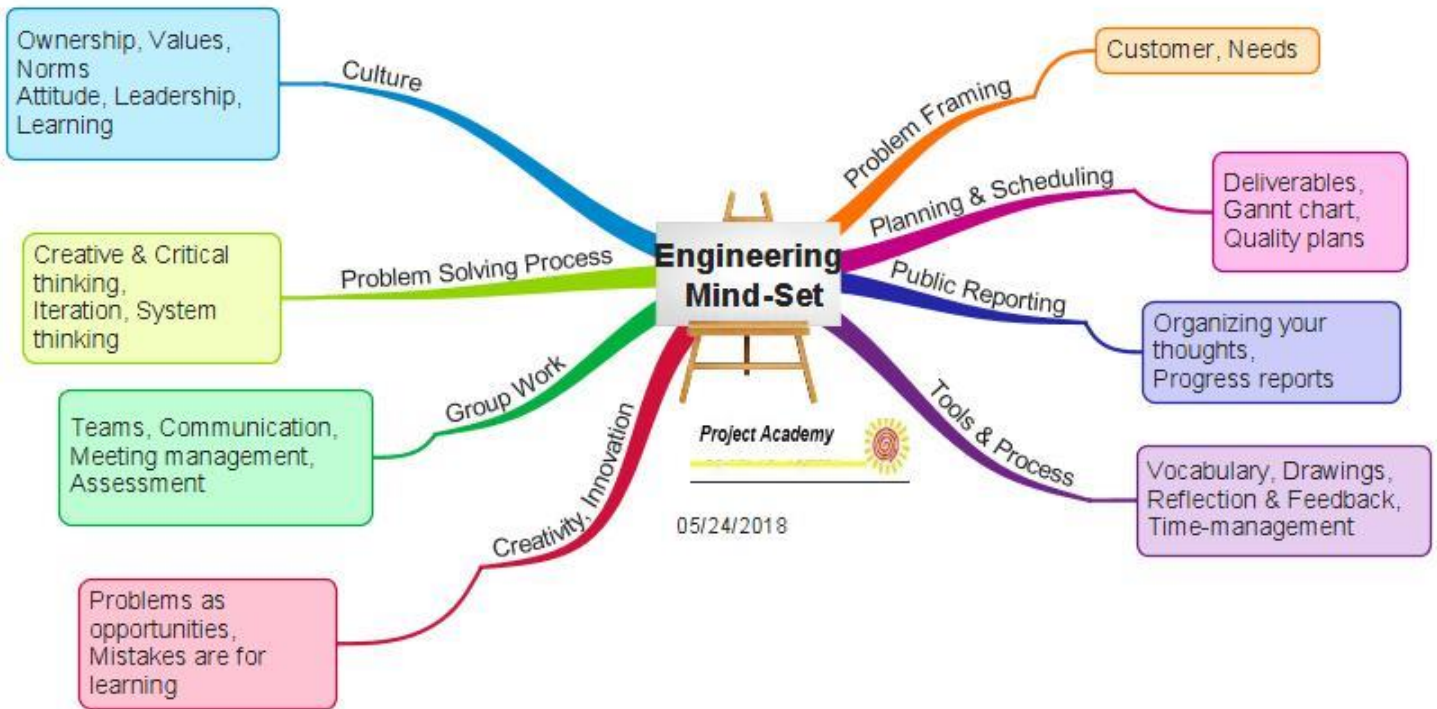 Engineering
Mind-Set
Project Academy
05/24/2018
Problem Framing
Customer, Needs
Planning & Scheduling
Deliverables,
Gannt chart,
Quality plans
Public Reporting
Organizing your
thoughts,
Progress reports
Tools & Process
Vocabulary, Drawings,
Reflection & Feedback,
Time-management
Creativity, Innovation
Problems as
opportunities,
Mistakes are for
learning
Group Work
Teams, Communication,
Meeting management,
Assessment
Problem Solving Process
Creative & Critical
thinking,
Iteration, System
thinking
Culture
Ownership, Values,
Norms
Attitude, Leadership,
Learning